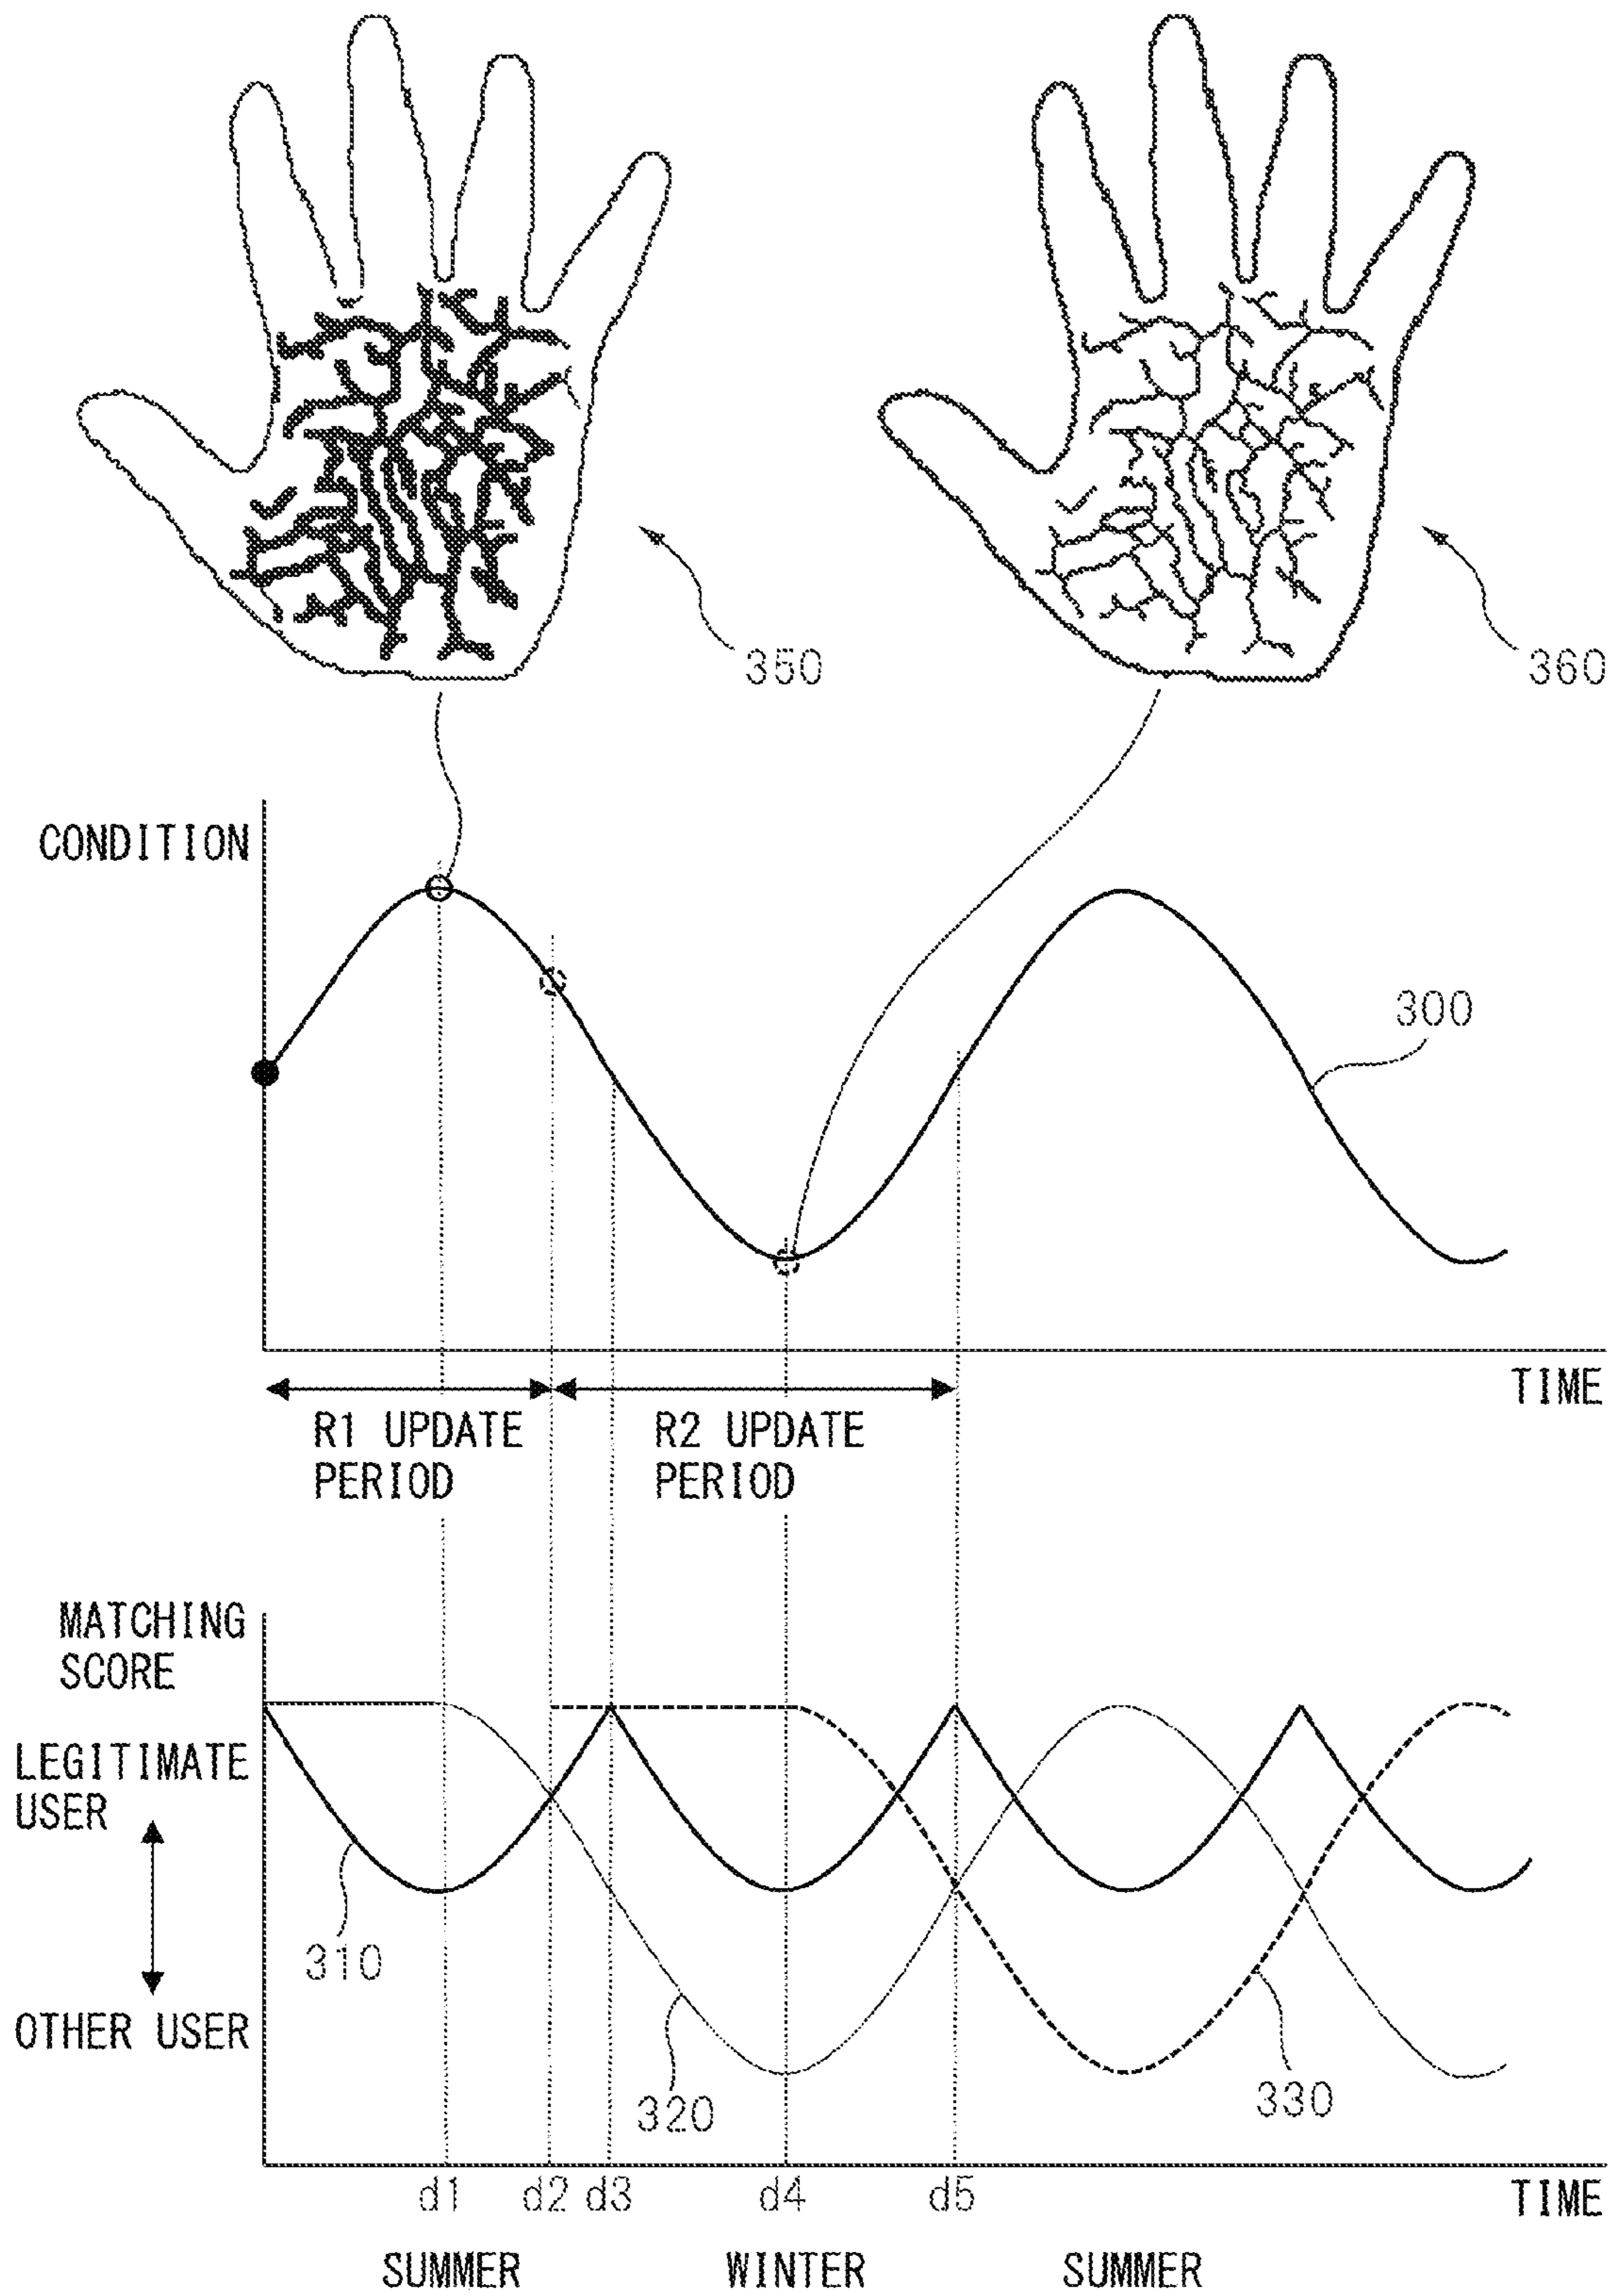 350
360
CONDITION
300
TIME
R1 UPDATE
PERIOD
R2 UPDATE
PERIOD
MATCHING
SCORE
LEGITIMATE
USER
310
OTHER USER
320
330
d1
d2
d3
d4
d5
TIME
SUMMER
WINTER
SUMMER